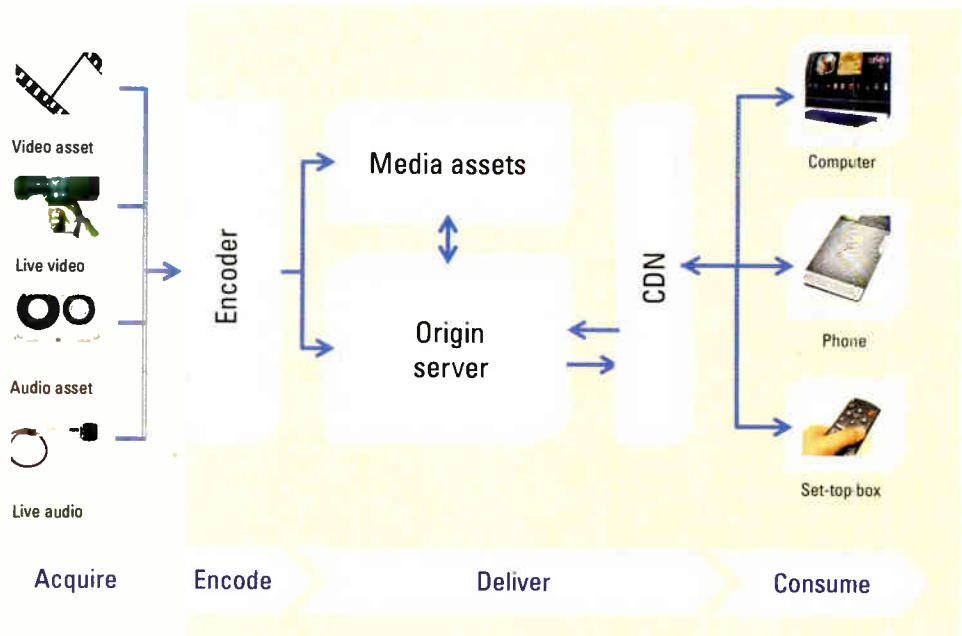 Video asset
Live video
Audio asset
Live audio
Encoder
Media assets
Origin
server
CDN
Computer
Phone
Set-top box
Acquire
Encode
Deliver
Consume